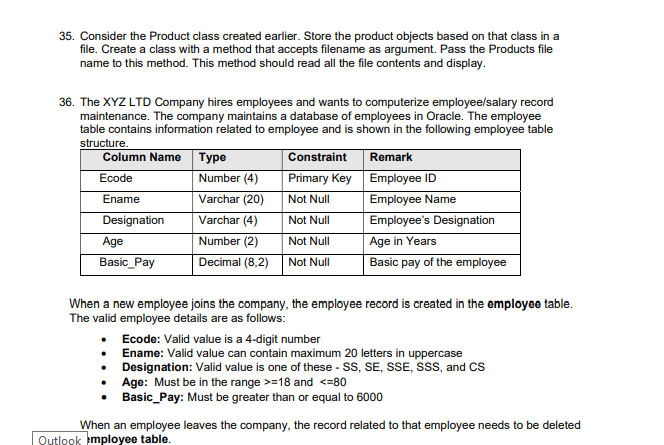 35. Consider the Product class created earlier. Store the product objects based on that class in a
file. Create a class with a method that accepts filename as argument. Pass the Products file
name to this method. This method should read all the file contents and display.
36. The XYZ LTD Company hires employees and wants to computerize employee/salary record
maintenance. The company maintains a database of employees in Oracle. The employee
table contains information related to employee and is shown in the following employee table
structure.
Column Name Type Constraint Remark
Ecode Number (4) Primary Key Employee ID
Ename Varchar (20) Not Null Employee Name
Designation Varchar (4) Not Null Employee's Designation
Age Number (2) Not Null Age in Years
Basic_Pay Decimal (8,2) Not Null Basic pay of the employee
When a new employee joins the company, the employee record is created in the employee table.
The valid employee details are as follows:
• Ecode: Valid value is a 4-digit number
• Ename: Valid value can contain maximum 20 letters in uppercase
• Designation: Valid value is one of these - SS, SE, SSE, SSS, and CS
• Age: Must be in the range >=18 and <=80
• Basic_Pay: Must be greater than or equal to 6000
When an employee leaves the company, the record related to that employee needs to be deleted
Outlook employee table.